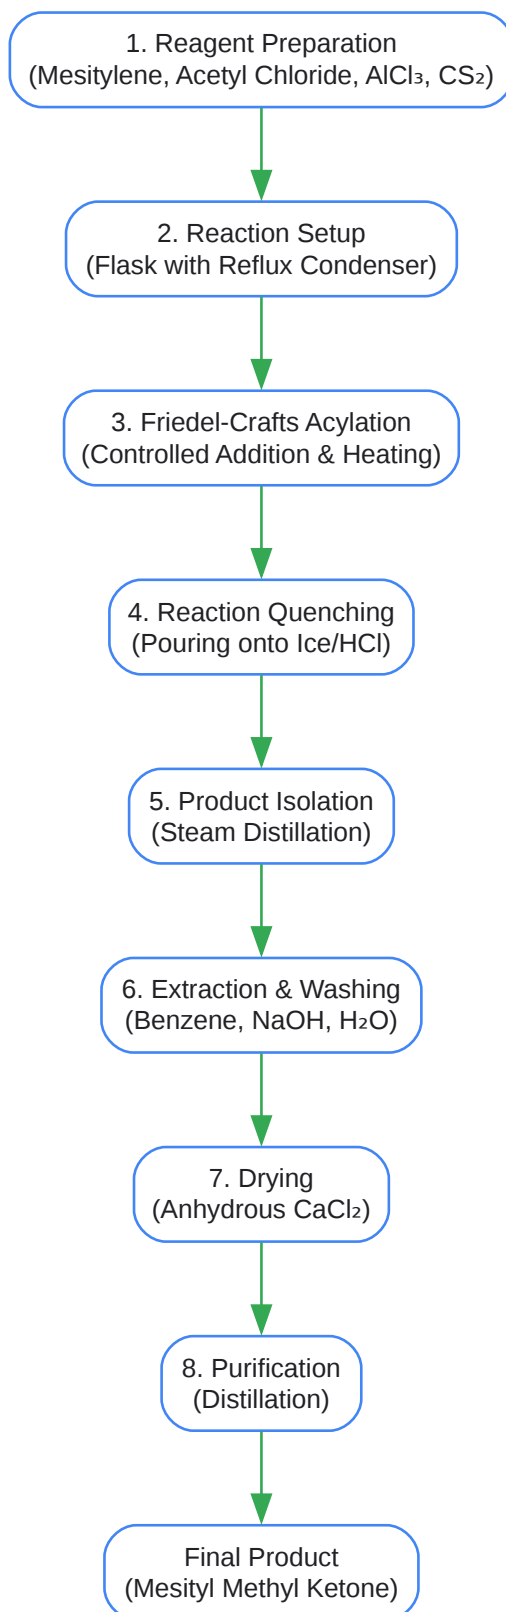 1. Reagent Preparation
(Mesitylene, Acetyl Chloride, AlCl₃, CS₂)
2. Reaction Setup
(Flask with Reflux Condenser)
3. Friedel-Crafts Acylation
(Controlled Addition & Heating)
4. Reaction Quenching
(Pouring onto Ice/HCl)
5. Product Isolation
(Steam Distillation)
6. Extraction & Washing
(Benzene, NaOH, H₂O)
7. Drying
(Anhydrous CaCl₂)
8. Purification
(Distillation)
Final Product
(Mesityl Methyl Ketone)